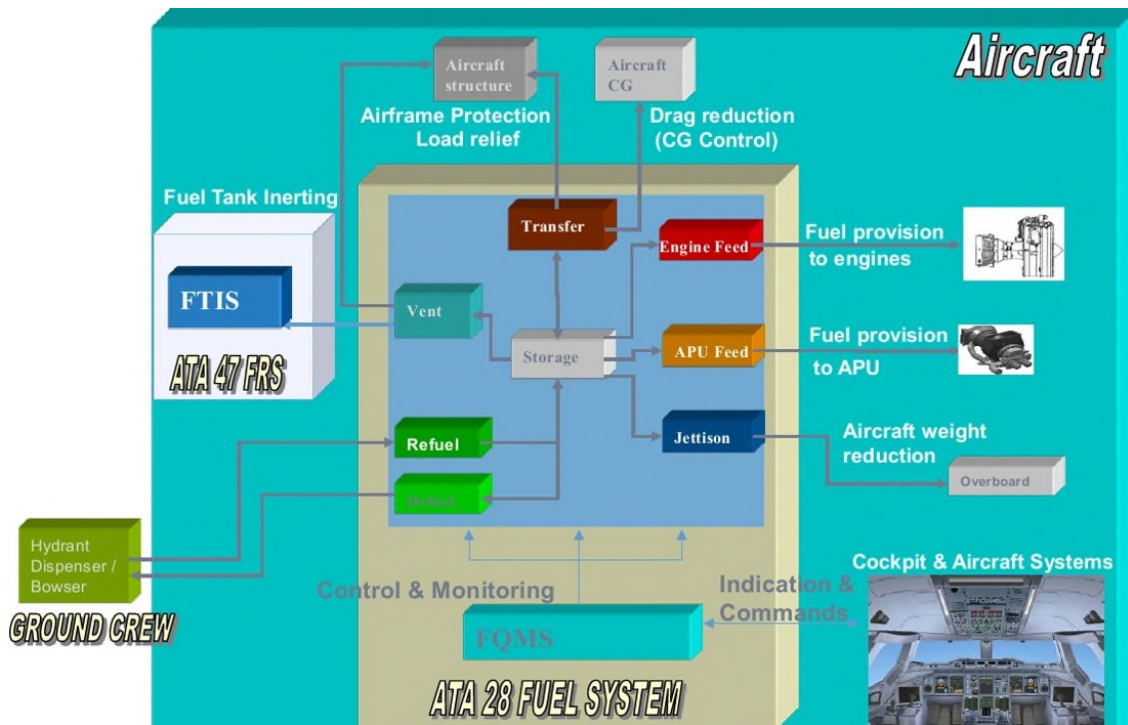 Aircraft
Aircraft
structure
Aircraft
CG
Airframe Protection
Load relief
Drag reduction
(CG Control)
Fuel Tank Inerting
Transfer
Engine Feed
Fuel provision
to engines
FTIS
Vent
Storage
APU Feed
Fuel provision
to APU
ATA 47 FRS
Refuel
Jettison
Aircraft weight
reduction
Defuel
Overboard
Hydrant
Dispenser /
Bowser
GROUND CREW
Control & Monitoring
Indication &
Commands
Cockpit & Aircraft Systems
FQMS
ATA 28 FUEL SYSTEM